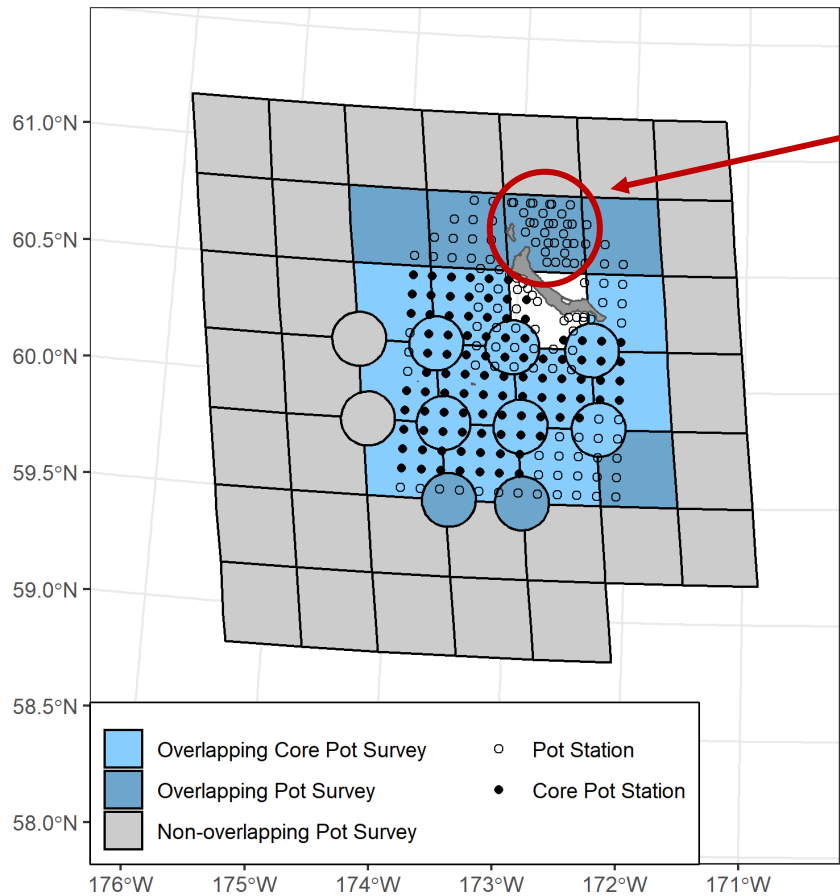 61.0°N
60.5°N
60.0°N
59.5°N
59.0°N
58.5°N
58.0°N
Overlapping Core Pot Survey
Pot Station
Overlapping Pot Survey
Core Pot Station
Non-overlapping Pot Survey
176°W 175°W 174°W 173°W 172°W 171°W